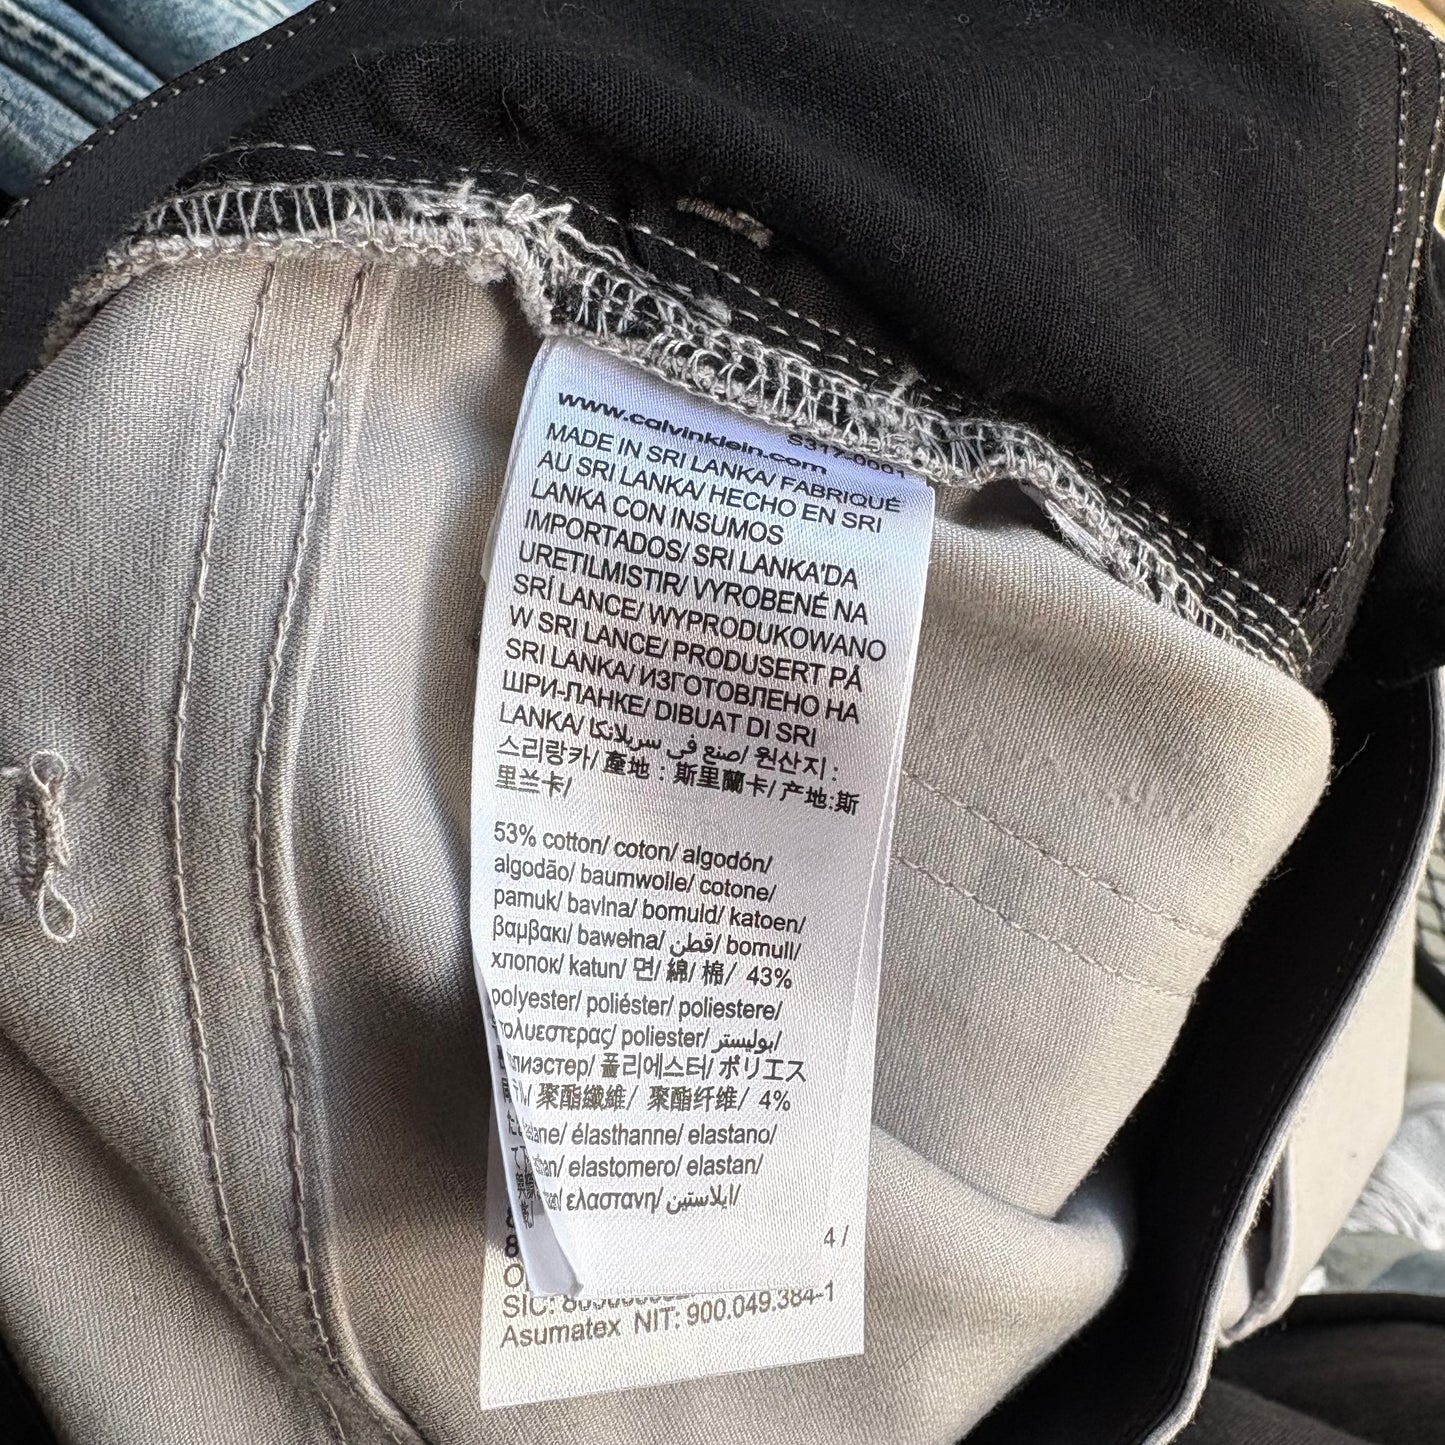 www.calvinklein.com
S317-0001
MADE IN SRI LANKA/ FABRIQUÉ
AU SRI LANKA/ HECHO EN SRI
LANKA CON INSUMOS
IMPORTADOS/ SRI LANKA'DA
URETILMISTIR/ VYROBENÉ NA
SRÍ LANCE/ WYPRODUKOWANO
W SRI LANCE/ PRODUSERT PÅ
SRI LANKA/ ИЗГОТОВЛЕНО НА
ШРИ-ЛАНКЕ/ DIBUAT DI SRI
LANKA/ صنع في سريلانكا/ 원산지 :
스리랑카/ 產地 : 斯里蘭卡/ 产地:斯
里兰卡/
53% cotton/ coton/ algodón/
algodão/ baumwolle/ cotone/
pamuk/ bavlna/ bomuld/ katoen/
βαμβακι/ bawełna/ قطن/ bomull/
хлопок/ katun/ 면/ 綿/ 棉/ 43%
polyester/ poliéster/ poliestere/
poliester/ بوليستر/
폴리에스터/ ポリエス
聚酯纖維/ 聚酯纤维/ 4%
élasthanne/ elastano/
elastomero/ elastan/
ελαστανη/ ايلاستين/
4 /
SIC:
Asumatex NIT: 900.049.384-1